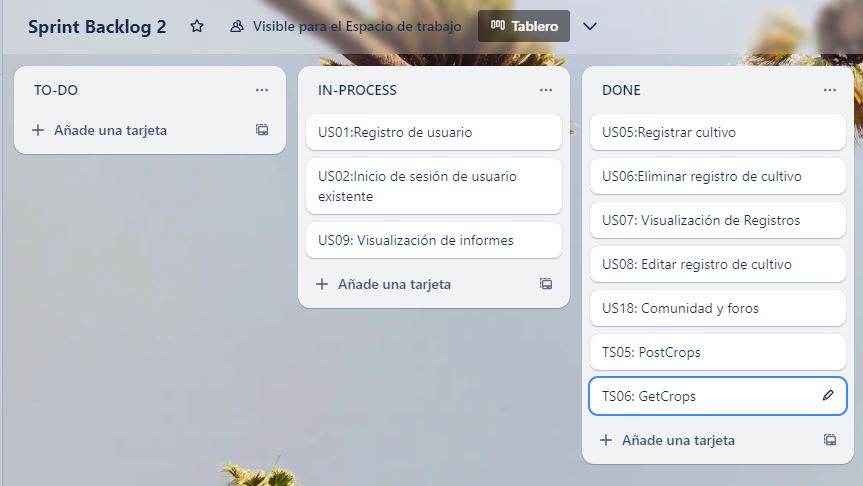 Sprint Backlog 2
Visible para el Espacio de trabajo
Tablero
TO-DO
Añade una tarjeta
IN-PROCESS
US01:Registro de usuario
US02:Inicio de sesión de usuario
existente
US09: Visualización de informes
Añade una tarjeta
DONE
US05:Registrar cultivo
US06:Eliminar registro de cultivo
US07: Visualización de Registros
US08: Editar registro de cultivo
US18: Comunidad y foros
TS05: PostCrops
TS06: GetCrops
Añade una tarjeta